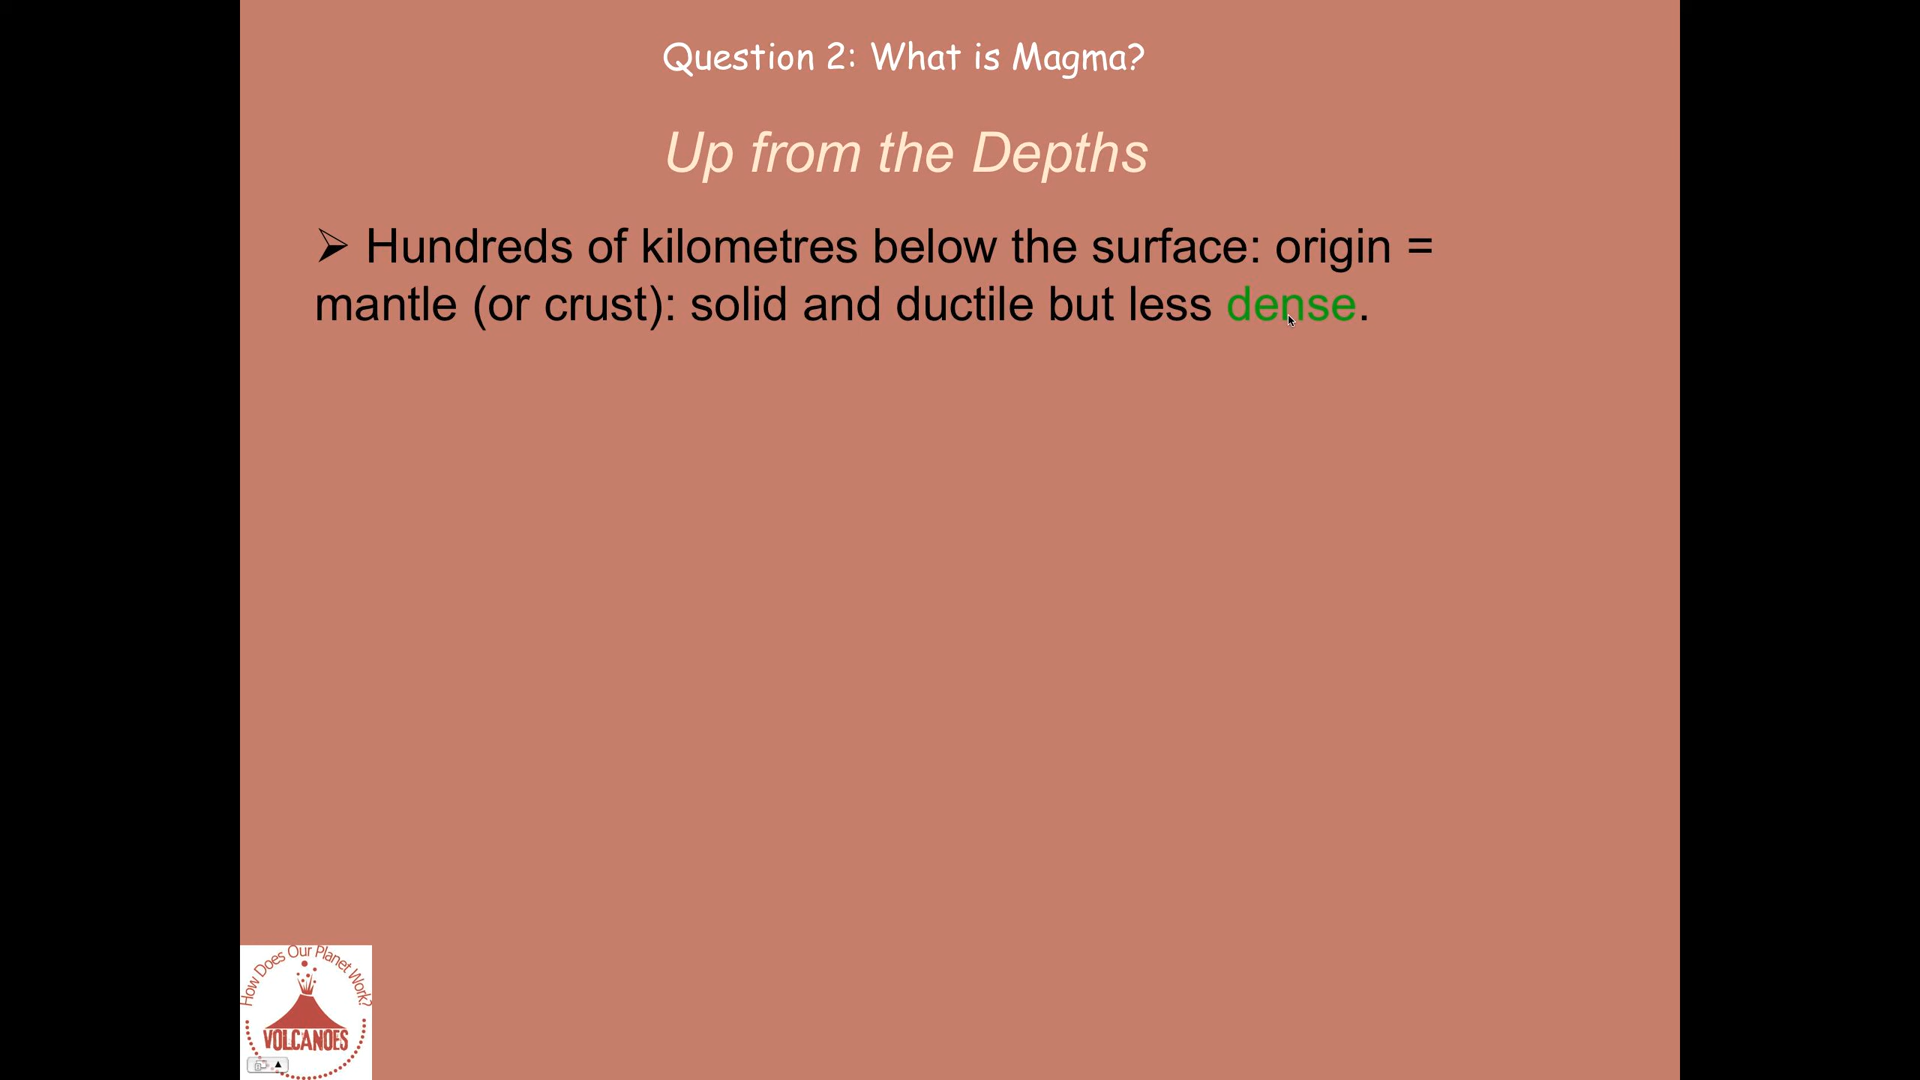 Question 2: What is Magma?
Up from the Depths
➢ Hundreds of kilometres below the surface: origin =
mantle (or crust): solid and ductile but less dense.
How Does Our Planet Work?
VOLCANOES